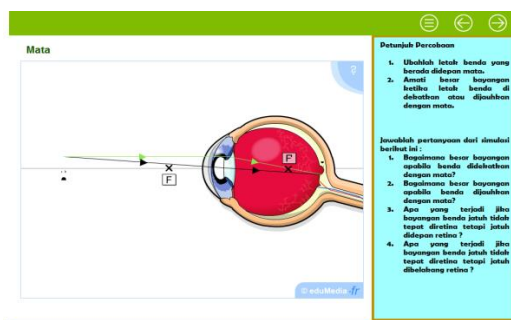 Mata
?
F
F
© eduMedia fr
Petunjuk Percobaan
1. Ubahlah letak benda yang
berada didepan mata.
2. Amati besar bayangan
ketika letak benda di
dekatkan atau dijauhkan
dengan mata.
Jawablah pertanyaan dari simulasi
berikut ini :
1. Bagaimana besar bayangan
apabila benda didekatkan
dengan mata?
2. Bagaimana besar bayangan
apabila benda dijauhkan
dengan mata?
3. Apa yang terjadi jika
bayangan benda jatuh tidak
tepat diretina tetapi jatuh
didepan retina ?
4. Apa yang terjadi jika
bayangan benda jatuh tidak
tepat diretina tetapi jatuh
dibelakang retina ?